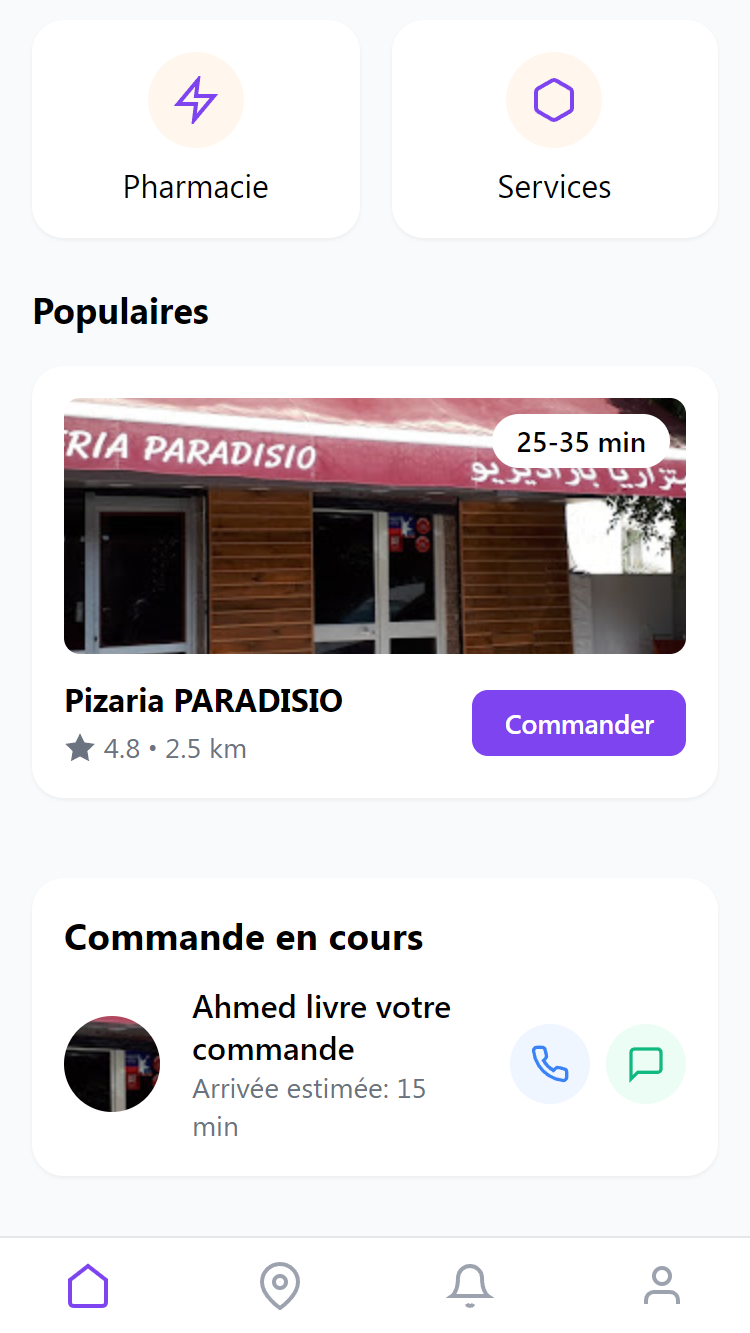 Pharmacie
Services
Populaires
25-35 min
RIA PARADISIO
Pizaria PARADISIO
4.8 • 2.5 km
Commander
Commande en cours
Ahmed livre votre
commande
Arrivée estimée: 15
min